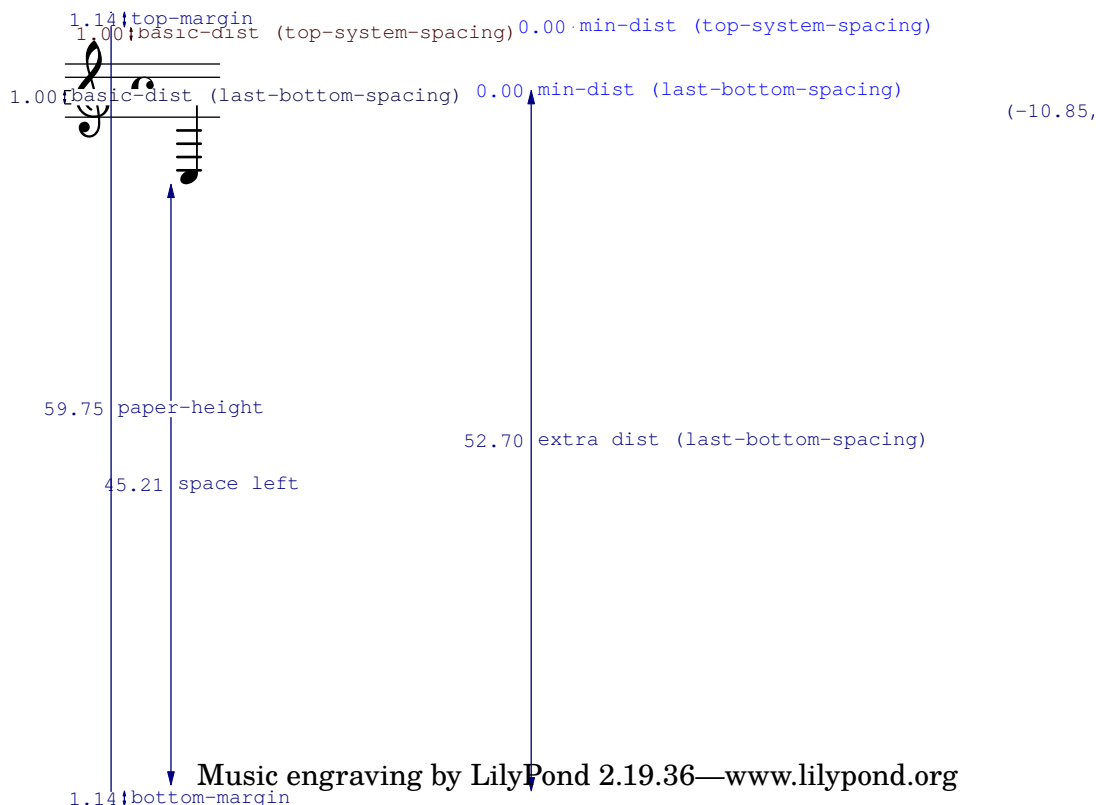 1.14 top-margin
1.00 basic-dist (top-system-spacing) 0.00 min-dist (top-system-spacing)
1.00 basic-dist (last-bottom-spacing) 0.00 min-dist (last-bottom-spacing)
(-10.85,
59.75 paper-height
52.70 extra dist (last-bottom-spacing)
45.21 space left
Music engraving by LilyPond 2.19.36—www.lilypond.org
1.14 bottom-margin